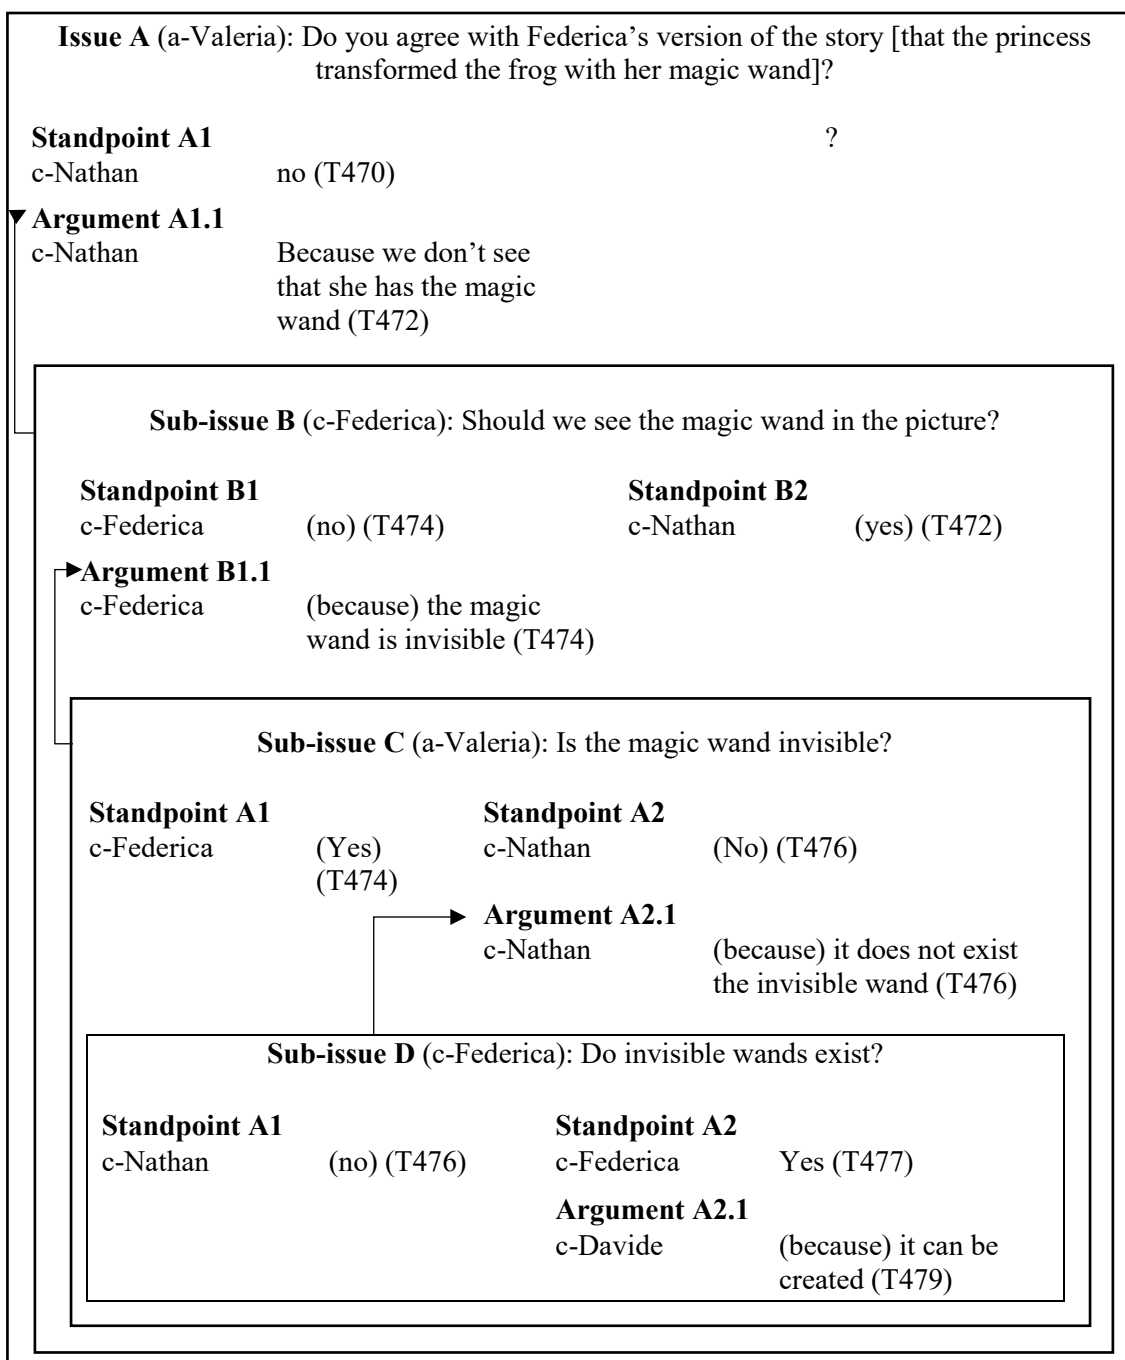 Issue A (a-Valeria): Do you agree with Federica’s version of the story [that the princess
transformed the frog with her magic wand]?
Standpoint A1 ?
c-Nathan no (T470)
Argument A1.1
c-Nathan Because we don’t see
that she has the magic
wand (T472)
Sub-issue B (c-Federica): Should we see the magic wand in the picture?
Standpoint B1 Standpoint B2
c-Federica (no) (T474) c-Nathan (yes) (T472)
Argument B1.1
c-Federica (because) the magic
wand is invisible (T474)
Sub-issue C (a-Valeria): Is the magic wand invisible?
Standpoint A1 Standpoint A2
c-Federica (Yes) c-Nathan (No) (T476)
(T474)
Argument A2.1
c-Nathan (because) it does not exist
the invisible wand (T476)
Sub-issue D (c-Federica): Do invisible wands exist?
Standpoint A1 Standpoint A2
c-Nathan (no) (T476) c-Federica Yes (T477)
Argument A2.1
c-Davide (because) it can be
created (T479)